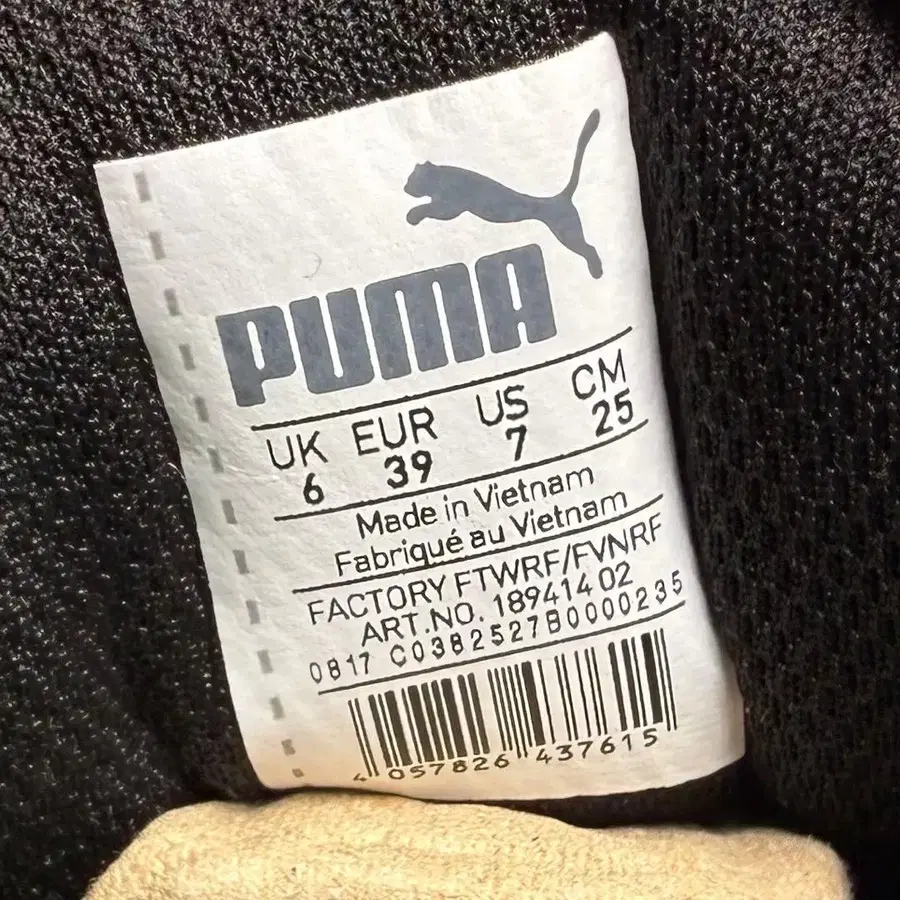 PUMA
UK EUR US CM
6 39 7 25
Made in Vietnam
Fabriqué au Vietnam
FACTORY FTWRF/FVNRF
ART.NO. 18941402
0817 C0382527B0000235
4 057826 437615